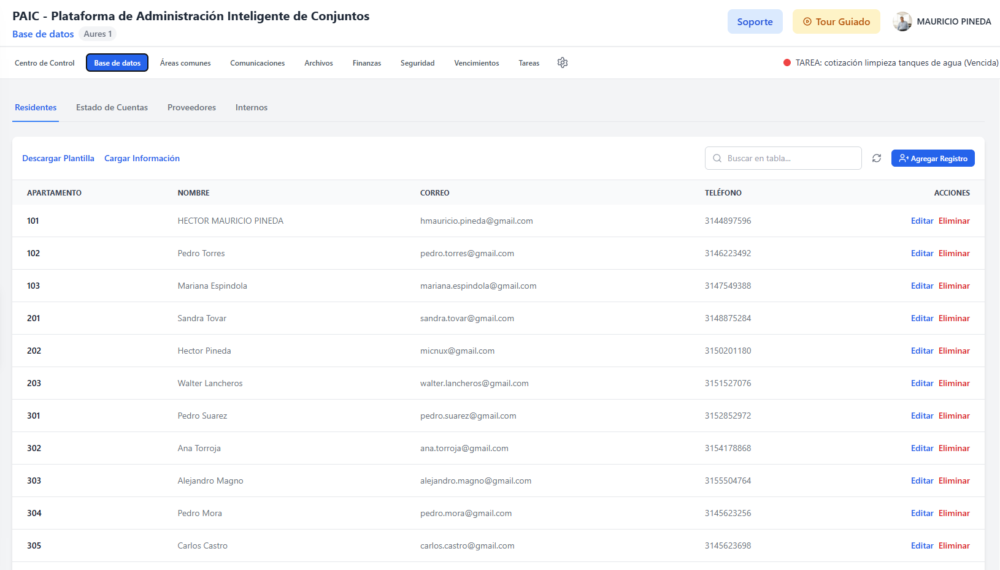 PAIC - Plataforma de Administración Inteligente de Conjuntos
Base de datos Aures 1
Soporte
Tour Guiado
MAURICIO PINEDA
Centro de Control Base de datos Áreas comunes Comunicaciones Archivos Finanzas Seguridad Vencimientos Tareas
TAREA: cotización limpieza tanques de agua (Vencida)
Residentes Estado de Cuentas Proveedores Internos
Descargar Plantilla Cargar Información
Buscar en tabla...
Agregar Registro
APARTAMENTO NOMBRE CORREO TELÉFONO ACCIONES
101 HECTOR MAURICIO PINEDA hmauricio.pineda@gmail.com 3144897596 Editar Eliminar
102 Pedro Torres pedro.torres@gmail.com 3146223492 Editar Eliminar
103 Mariana Espindola mariana.espindola@gmail.com 3147549388 Editar Eliminar
201 Sandra Tovar sandra.tovar@gmail.com 3148875284 Editar Eliminar
202 Hector Pineda micnux@gmail.com 3150201180 Editar Eliminar
203 Walter Lancheros walter.lancheros@gmail.com 3151527076 Editar Eliminar
301 Pedro Suarez pedro.suarez@gmail.com 3152852972 Editar Eliminar
302 Ana Torroja ana.torroja@gmail.com 3154178868 Editar Eliminar
303 Alejandro Magno alejandro.magno@gmail.com 3155504764 Editar Eliminar
304 Pedro Mora pedro.mora@gmail.com 3145623256 Editar Eliminar
305 Carlos Castro carlos.castro@gmail.com 3145623698 Editar Eliminar